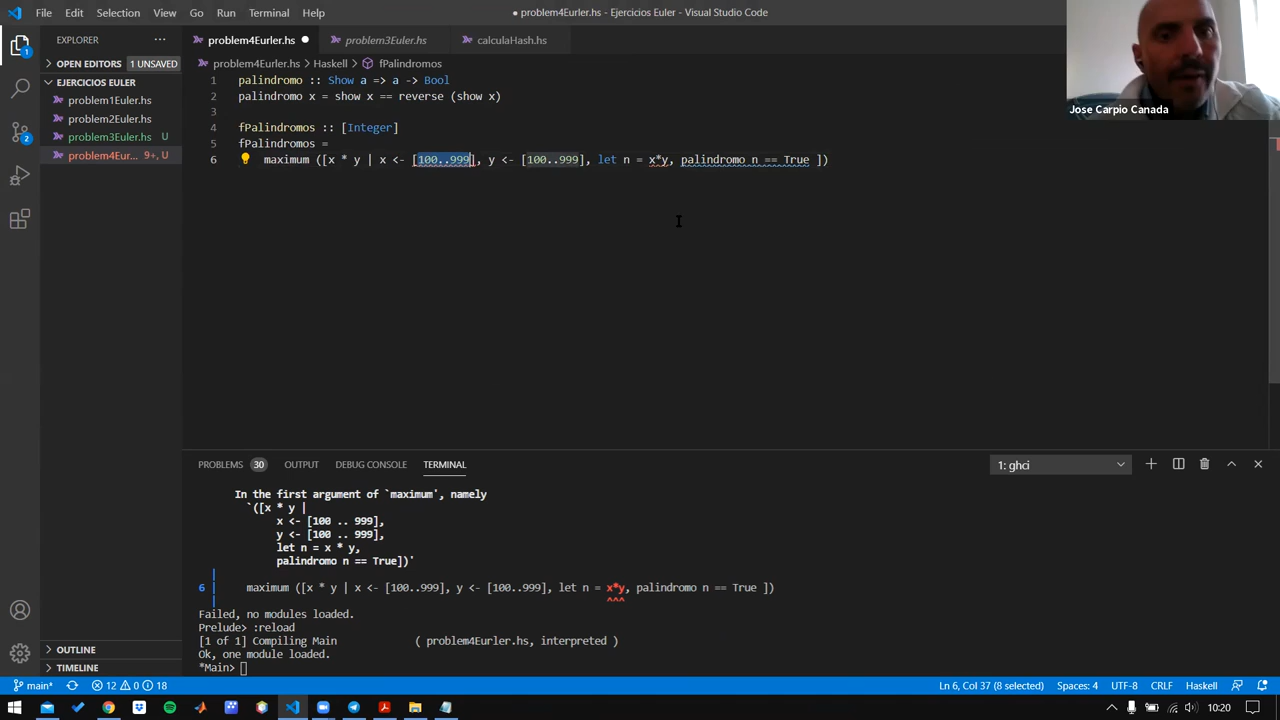 File Edit Selection View Go Run Terminal Help
● problem4Eurler.hs - Ejercicios Euler - Visual Studio Code
EXPLORER ···
problem4Eurler.hs ●
problem3Euler.hs
calculaHash.hs
OPEN EDITORS 1 UNSAVED
problem4Eurler.hs > Haskell > fPalindromos
EJERCICIOS EULER
problem1Euler.hs
problem2Euler.hs
problem3Euler.hs U
problem4Eur... 9+, U
1 palindromo :: Show a => a -> Bool
2 palindromo x = show x == reverse (show x)
3
4 fPalindromos :: [Integer]
5 fPalindromos =
6 maximum ([x * y | x <- [100..999], y <- [100..999], let n = x*y, palindromo n == True ])
Jose Carpio Canada
1
2
PROBLEMS 30 OUTPUT DEBUG CONSOLE TERMINAL
1: ghci
In the first argument of `maximum', namely
`([x * y |
x <- [100 .. 999],
y <- [100 .. 999],
let n = x * y,
palindromo n == True])'
|
6 | maximum ([x * y | x <- [100..999], y <- [100..999], let n = x*y, palindromo n == True ])
| ^^^
Failed, no modules loaded.
Prelude> :reload
[1 of 1] Compiling Main ( problem4Eurler.hs, interpreted )
Ok, one module loaded.
*Main>
OUTLINE
TIMELINE
main* 12 0 18
Ln 6, Col 37 (8 selected) Spaces: 4 UTF-8 CRLF Haskell
10:20